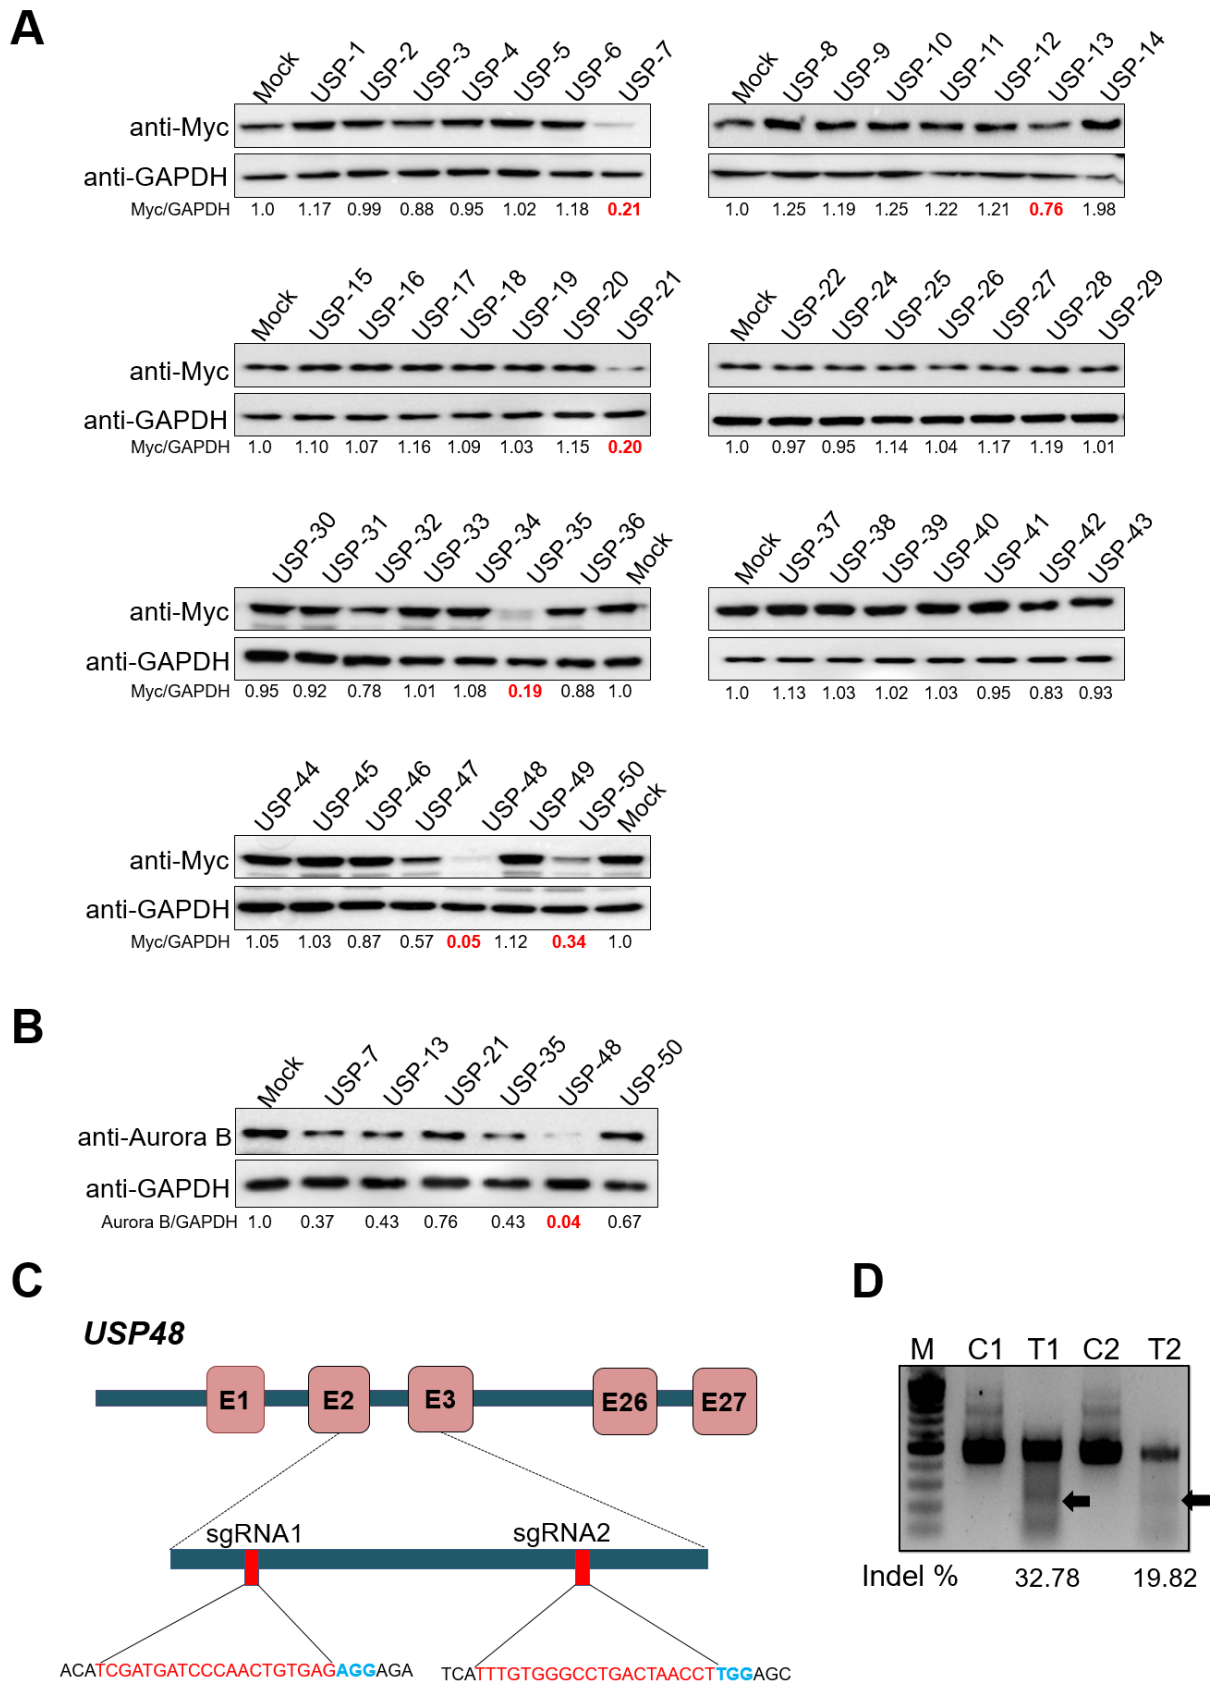 A
Mock USP-1 USP-2 USP-3 USP-4 USP-5 USP-6 USP-7
anti-Myc
anti-GAPDH
Myc/GAPDH 1.0 1.17 0.99 0.88 0.95 1.02 1.18 0.21
Mock USP-8 USP-9 USP-10 USP-11 USP-12 USP-13 USP-14
1.0 1.25 1.19 1.25 1.22 1.21 0.76 1.98
Mock USP-15 USP-16 USP-17 USP-18 USP-19 USP-20 USP-21
anti-Myc
anti-GAPDH
Myc/GAPDH 1.0 1.10 1.07 1.16 1.09 1.03 1.15 0.20
Mock USP-22 USP-24 USP-25 USP-26 USP-27 USP-28 USP-29
1.0 0.97 0.95 1.14 1.04 1.17 1.19 1.01
USP-30 USP-31 USP-32 USP-33 USP-34 USP-35 USP-36 Mock
anti-Myc
anti-GAPDH
Myc/GAPDH 0.95 0.92 0.78 1.01 1.08 0.19 0.88 1.0
Mock USP-37 USP-38 USP-39 USP-40 USP-41 USP-42 USP-43
1.0 1.13 1.03 1.02 1.03 0.95 0.83 0.93
USP-44 USP-45 USP-46 USP-47 USP-48 USP-49 USP-50 Mock
anti-Myc
anti-GAPDH
Myc/GAPDH 1.05 1.03 0.87 0.57 0.05 1.12 0.34 1.0
B
Mock USP-7 USP-13 USP-21 USP-35 USP-48 USP-50
anti-Aurora B
anti-GAPDH
Aurora B/GAPDH 1.0 0.37 0.43 0.76 0.43 0.04 0.67
C
USP48
E1 E2 E3 E26 E27
sgRNA1 sgRNA2
ACATCGATGATCCCAACTGTGAGAGGAGA
TCATTTGTGGGCCTGACTAACCTTGGAGC
D
M C1 T1 C2 T2
Indel % 32.78 19.82